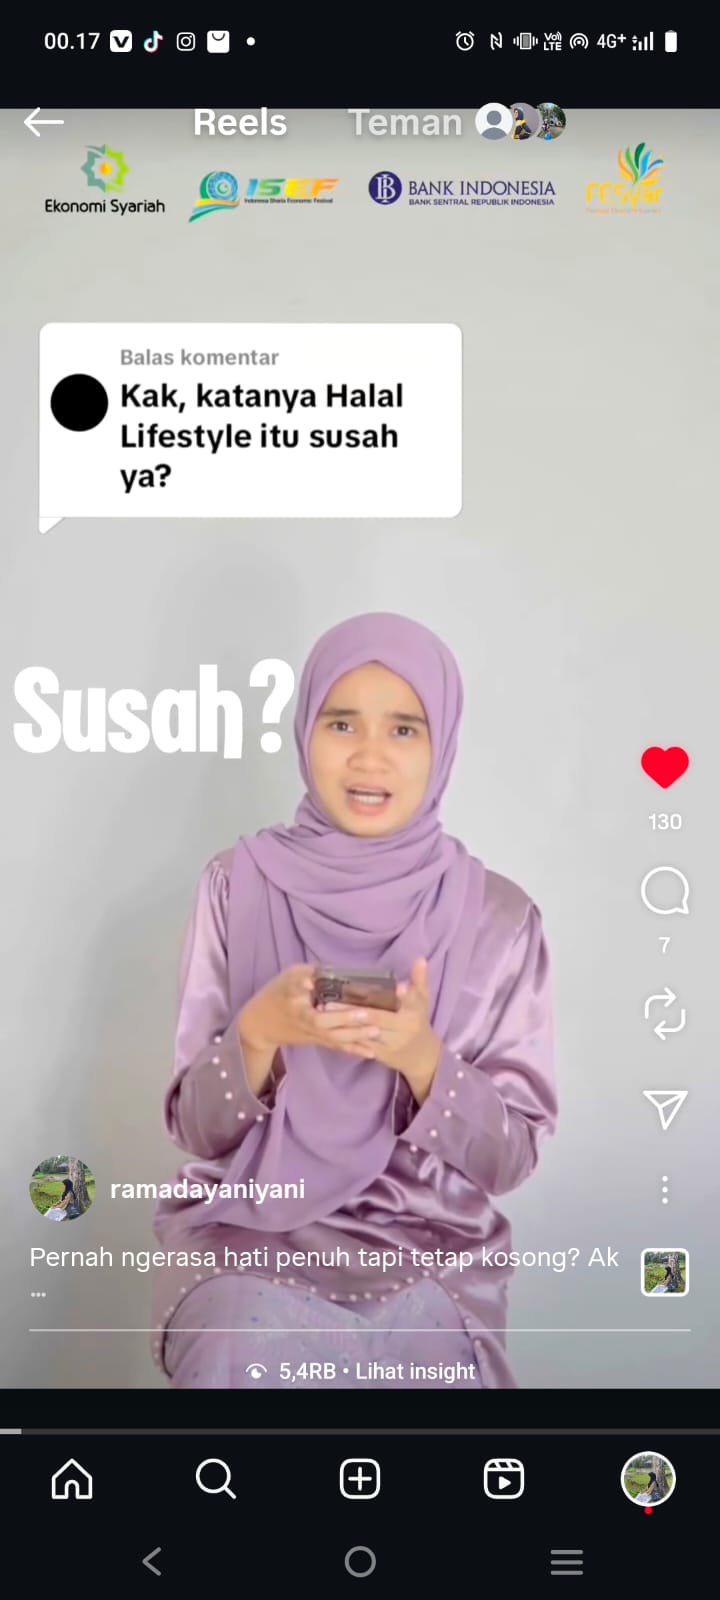 00.17
VoLTE
4G+
Reels
Teman
Ekonomi Syariah
ISEF
Indonesia Sharia Economic Festival
BANK INDONESIA
BANK SENTRAL REPUBLIK INDONESIA
FESyar
Balas komentar
Kak, katanya Halal
Lifestyle itu susah
ya?
Susah?
130
7
ramadayaniyani
Pernah ngerasa hati penuh tapi tetap kosong? Ak
...
5,4RB • Lihat insight